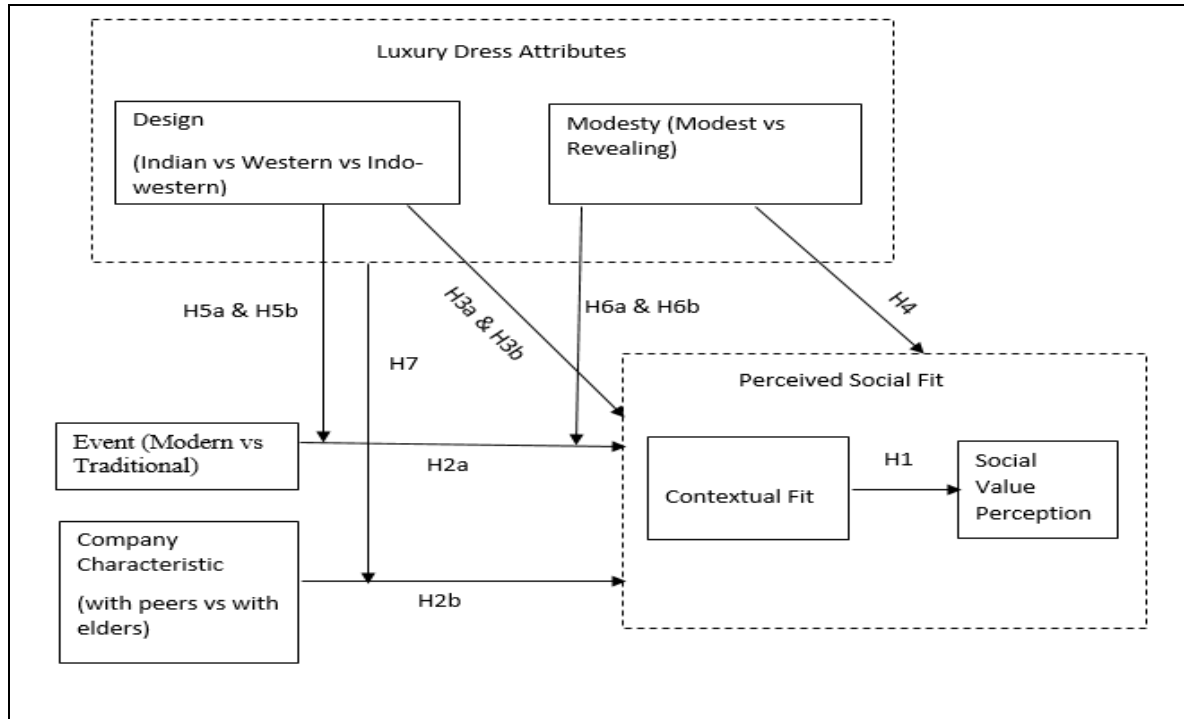 Luxury Dress Attributes
Design
(Indian vs Western vs Indo-
western)
Modesty (Modest vs
Revealing)
H5a & H5b
H3a & H3b
H6a & H6b
H4
H7
Perceived Social Fit
Event (Modern vs
Traditional)
H2a
Contextual Fit
H1
Social
Value
Perception
Company
Characteristic
(with peers vs with
elders)
H2b